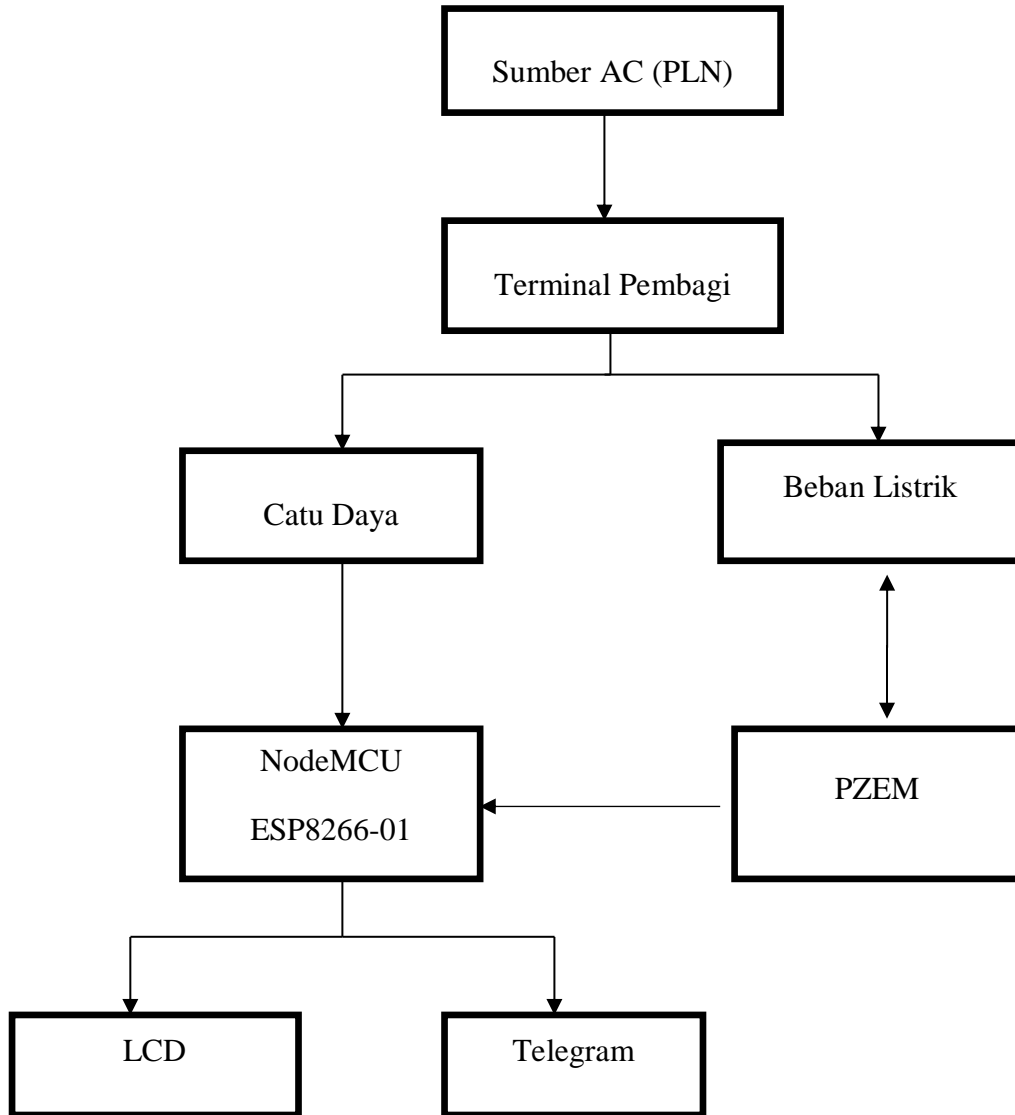 Sumber AC (PLN)
Terminal Pembagi
Catu Daya
Beban Listrik
NodeMCU
ESP8266-01
PZEM
LCD
Telegram